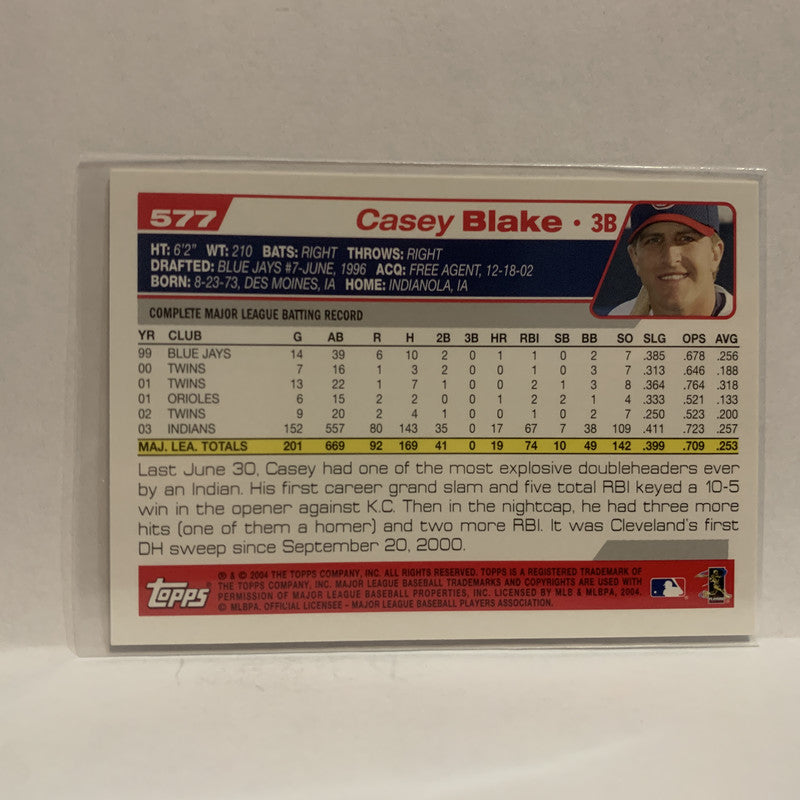 577 Casey Blake · 3B
HT: 6'2" WT: 210 BATS: RIGHT THROWS: RIGHT
DRAFTED: BLUE JAYS #7-JUNE, 1996 ACQ: FREE AGENT, 12-18-02
BORN: 8-23-73, DES MOINES, IA HOME: INDIANOLA, IA
COMPLETE MAJOR LEAGUE BATTING RECORD
YR CLUB G AB R H 2B 3B HR RBI SB BB SO SLG OPS AVG
99 BLUE JAYS 14 39 6 10 2 0 1 1 0 2 7 .385 .678 .256
00 TWINS 7 16 1 3 2 0 0 1 0 3 7 .313 .646 .188
01 TWINS 13 22 1 7 1 0 0 2 1 3 8 .364 .764 .318
01 ORIOLES 6 15 2 2 0 0 1 2 2 1 4 .333 .521 .133
02 TWINS 9 20 2 4 1 0 0 1 0 2 7 .250 .523 .200
03 INDIANS 152 557 80 143 35 0 17 67 7 38 109 .411 .723 .257
MAJ. LEA. TOTALS 201 669 92 169 41 0 19 74 10 49 142 .399 .709 .253
Last June 30, Casey had one of the most explosive doubleheaders ever
by an Indian. His first career grand slam and five total RBI keyed a 10-5
win in the opener against K.C. Then in the nightcap, he had three more
hits (one of them a homer) and two more RBI. It was Cleveland's first
DH sweep since September 20, 2000.
Topps
® & © 2004 THE TOPPS COMPANY, INC. ALL RIGHTS RESERVED. TOPPS IS A REGISTERED TRADEMARK OF
THE TOPPS COMPANY, INC. MAJOR LEAGUE BASEBALL TRADEMARKS AND COPYRIGHTS ARE USED WITH
PERMISSION OF MAJOR LEAGUE BASEBALL PROPERTIES, INC. LICENSED BY MLB & MLBPA, 2004.
© MLBPA. OFFICIAL LICENSEE - MAJOR LEAGUE BASEBALL PLAYERS ASSOCIATION.